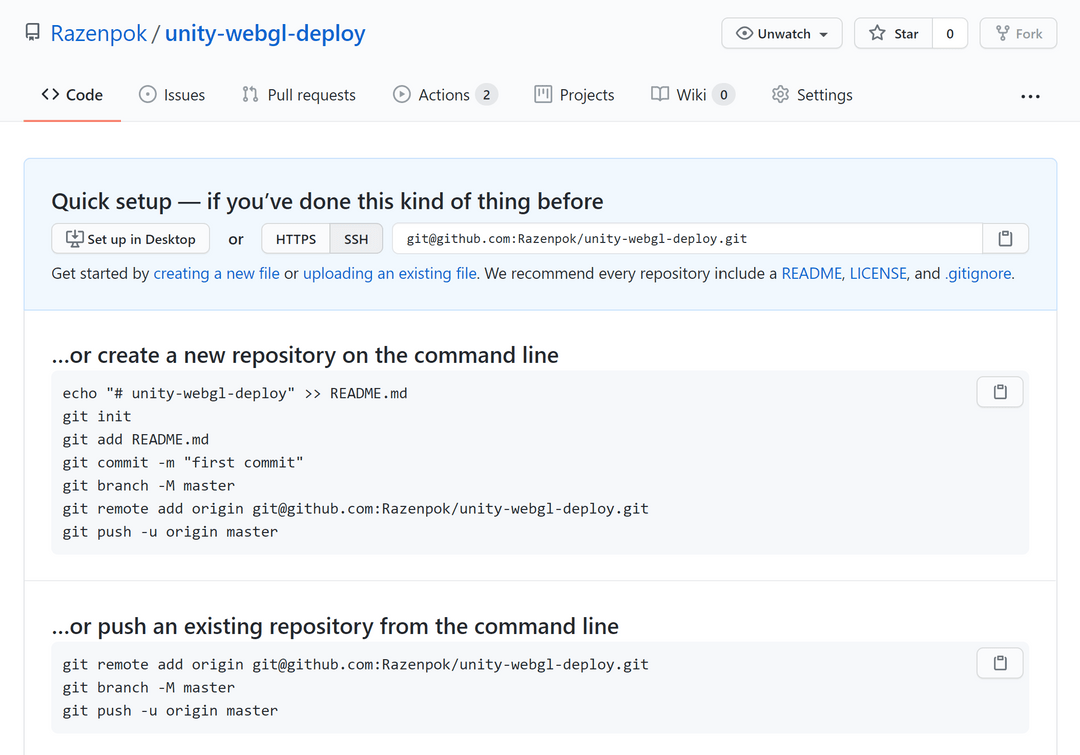 Razenpok / unity-webgl-deploy
Unwatch
Star 0
Fork
Code Issues Pull requests Actions 2 Projects Wiki 0 Settings ...
Quick setup — if you’ve done this kind of thing before
Set up in Desktop or HTTPS SSH git@github.com:Razenpok/unity-webgl-deploy.git
Get started by creating a new file or uploading an existing file. We recommend every repository include a README, LICENSE, and .gitignore.
…or create a new repository on the command line
echo "# unity-webgl-deploy" >> README.md
git init
git add README.md
git commit -m "first commit"
git branch -M master
git remote add origin git@github.com:Razenpok/unity-webgl-deploy.git
git push -u origin master
…or push an existing repository from the command line
git remote add origin git@github.com:Razenpok/unity-webgl-deploy.git
git branch -M master
git push -u origin master